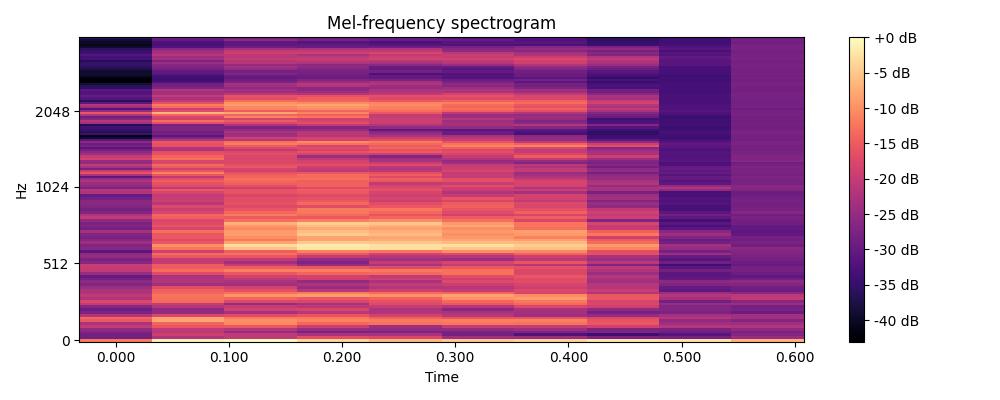 Mel-frequency spectrogram
Hz
2048
1024
512
0
0.000 0.100 0.200 0.300 0.400 0.500 0.600
Time
+0 dB
-5 dB
-10 dB
-15 dB
-20 dB
-25 dB
-30 dB
-35 dB
-40 dB